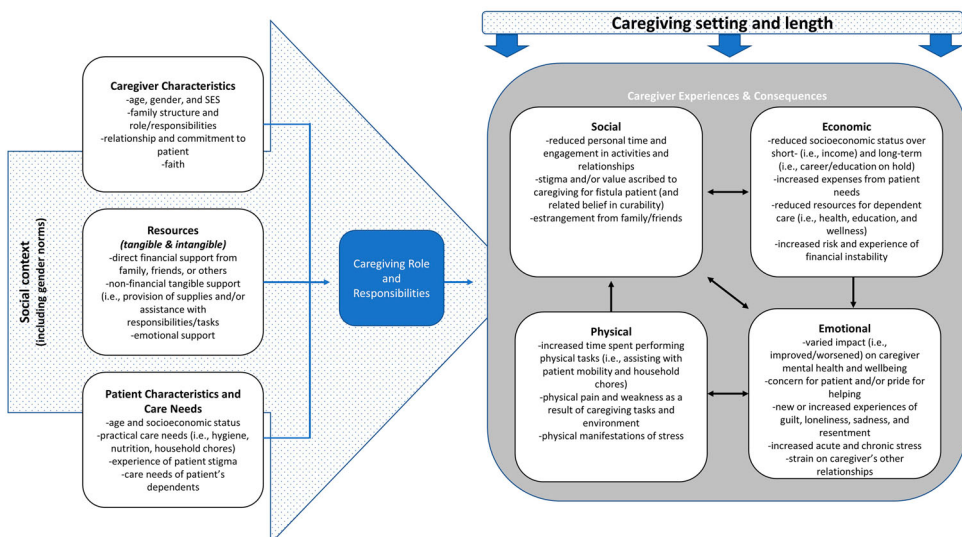 Caregiving setting and length
Social context
(including gender norms)
Caregiver Characteristics
-age, gender, and SES
-family structure and
role/responsibilities
-relationship and commitment to
patient
-faith
Resources
(tangible & intangible)
-direct financial support from
family, friends, or others
-non-financial tangible support
(i.e., provision of supplies and/or
assistance with
responsibilities/tasks
-emotional support
Patient Characteristics and
Care Needs
-age and socioeconomic status
-practical care needs (i.e., hygiene,
nutrition, household chores)
-experience of patient stigma
-care needs of patient's
dependents
Caregiving Role
and
Responsibilities
Caregiver Experiences & Consequences
Social
-reduced personal time and
engagement in activities and
relationships
-stigma and/or value ascribed to
caregiving for fistula patient (and
related belief in curability)
-estrangement from family/friends
Economic
-reduced socioeconomic status over
short- (i.e., income) and long-term
(i.e., career/education on hold)
-increased expenses from patient
needs
-reduced resources for dependent
care (i.e., health, education, and
wellness)
-increased risk and experience of
financial instability
Physical
-increased time spent performing
physical tasks (i.e., assisting with
patient mobility and household
chores)
-physical pain and weakness as a
result of caregiving tasks and
environment
-physical manifestations of stress
Emotional
-varied impact (i.e.,
improved/worsened) on caregiver
mental health and wellbeing
-concern for patient and/or pride for
helping
-new or increased experiences of
guilt, loneliness, sadness, and
resentment
-increased acute and chronic stress
-strain on caregiver's other
relationships